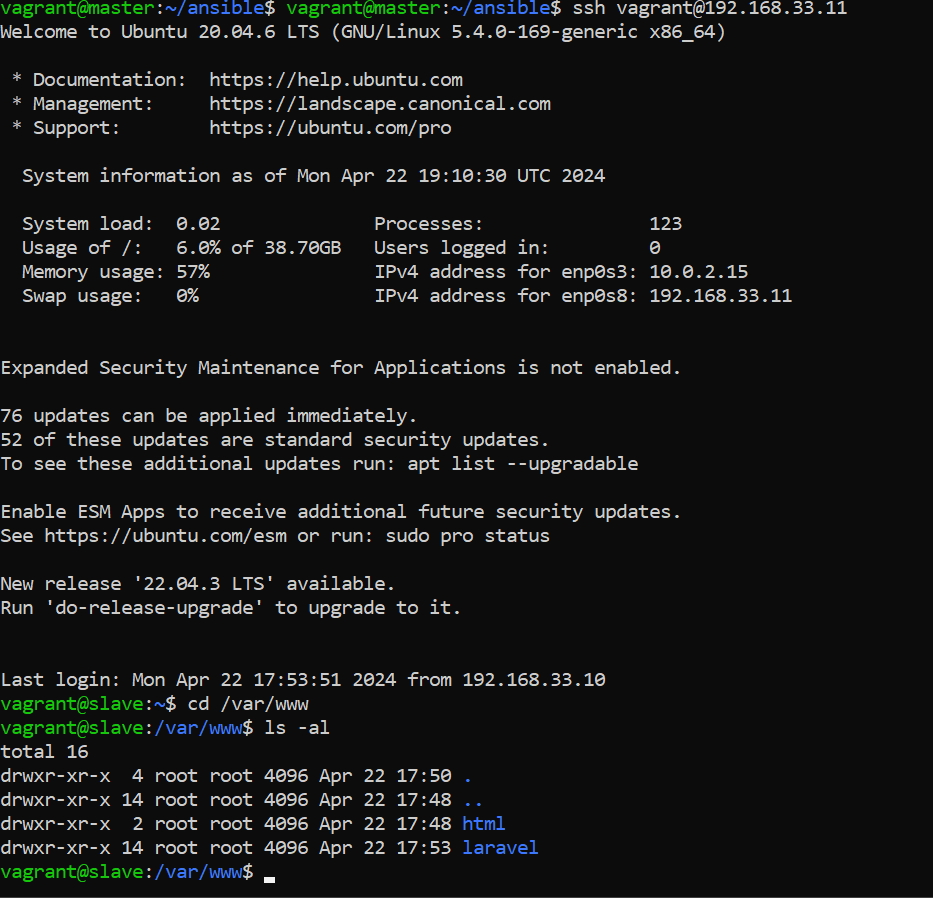 vagrant@master:~/ansible$ vagrant@master:~/ansible$ ssh vagrant@192.168.33.11
Welcome to Ubuntu 20.04.6 LTS (GNU/Linux 5.4.0-169-generic x86_64)

 * Documentation:  https://help.ubuntu.com
 * Management:     https://landscape.canonical.com
 * Support:        https://ubuntu.com/pro

  System information as of Mon Apr 22 19:10:30 UTC 2024

  System load:  0.02               Processes:               123
  Usage of /:   6.0% of 38.70GB   Users logged in:         0
  Memory usage: 57%               IPv4 address for enp0s3: 10.0.2.15
  Swap usage:   0%                IPv4 address for enp0s8: 192.168.33.11


Expanded Security Maintenance for Applications is not enabled.

76 updates can be applied immediately.
52 of these updates are standard security updates.
To see these additional updates run: apt list --upgradable

Enable ESM Apps to receive additional future security updates.
See https://ubuntu.com/esm or run: sudo pro status

New release '22.04.3 LTS' available.
Run 'do-release-upgrade' to upgrade to it.


Last login: Mon Apr 22 17:53:51 2024 from 192.168.33.10
vagrant@slave:~$ cd /var/www
vagrant@slave:/var/www$ ls -al
total 16
drwxr-xr-x  4 root root 4096 Apr 22 17:50 .
drwxr-xr-x 14 root root 4096 Apr 22 17:48 ..
drwxr-xr-x  2 root root 4096 Apr 22 17:48 html
drwxr-xr-x 14 root root 4096 Apr 22 17:53 laravel
vagrant@slave:/var/www$